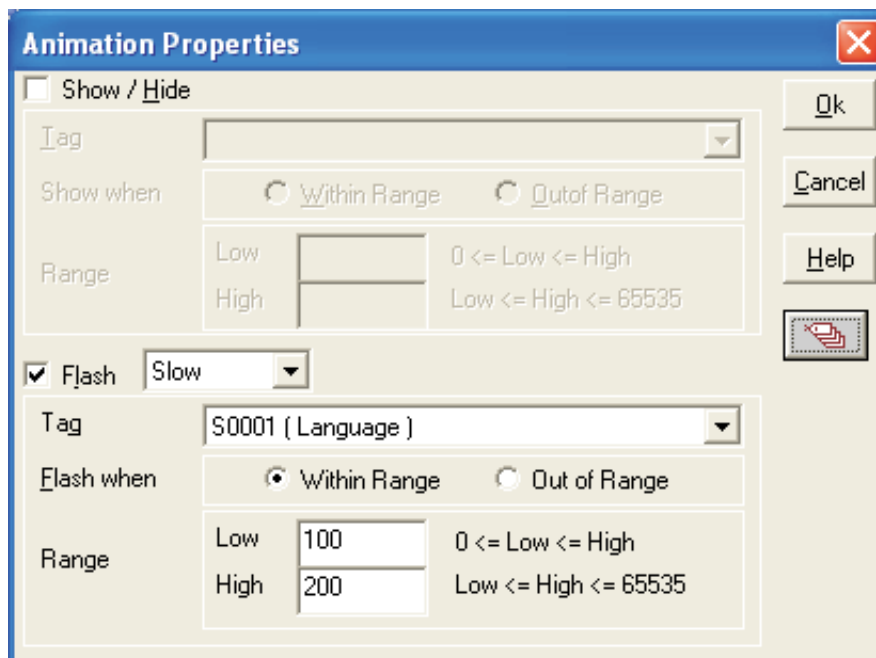 Animation Properties
Show / Hide
Ok
Tag
Show when Within Range Outof Range
Cancel
Range Low 0 <= Low <= High
Help
High Low <= High <= 65535
Flash Slow
Tag S0001 ( Language )
Flash when Within Range Out of Range
Range Low 100 0 <= Low <= High
High 200 Low <= High <= 65535